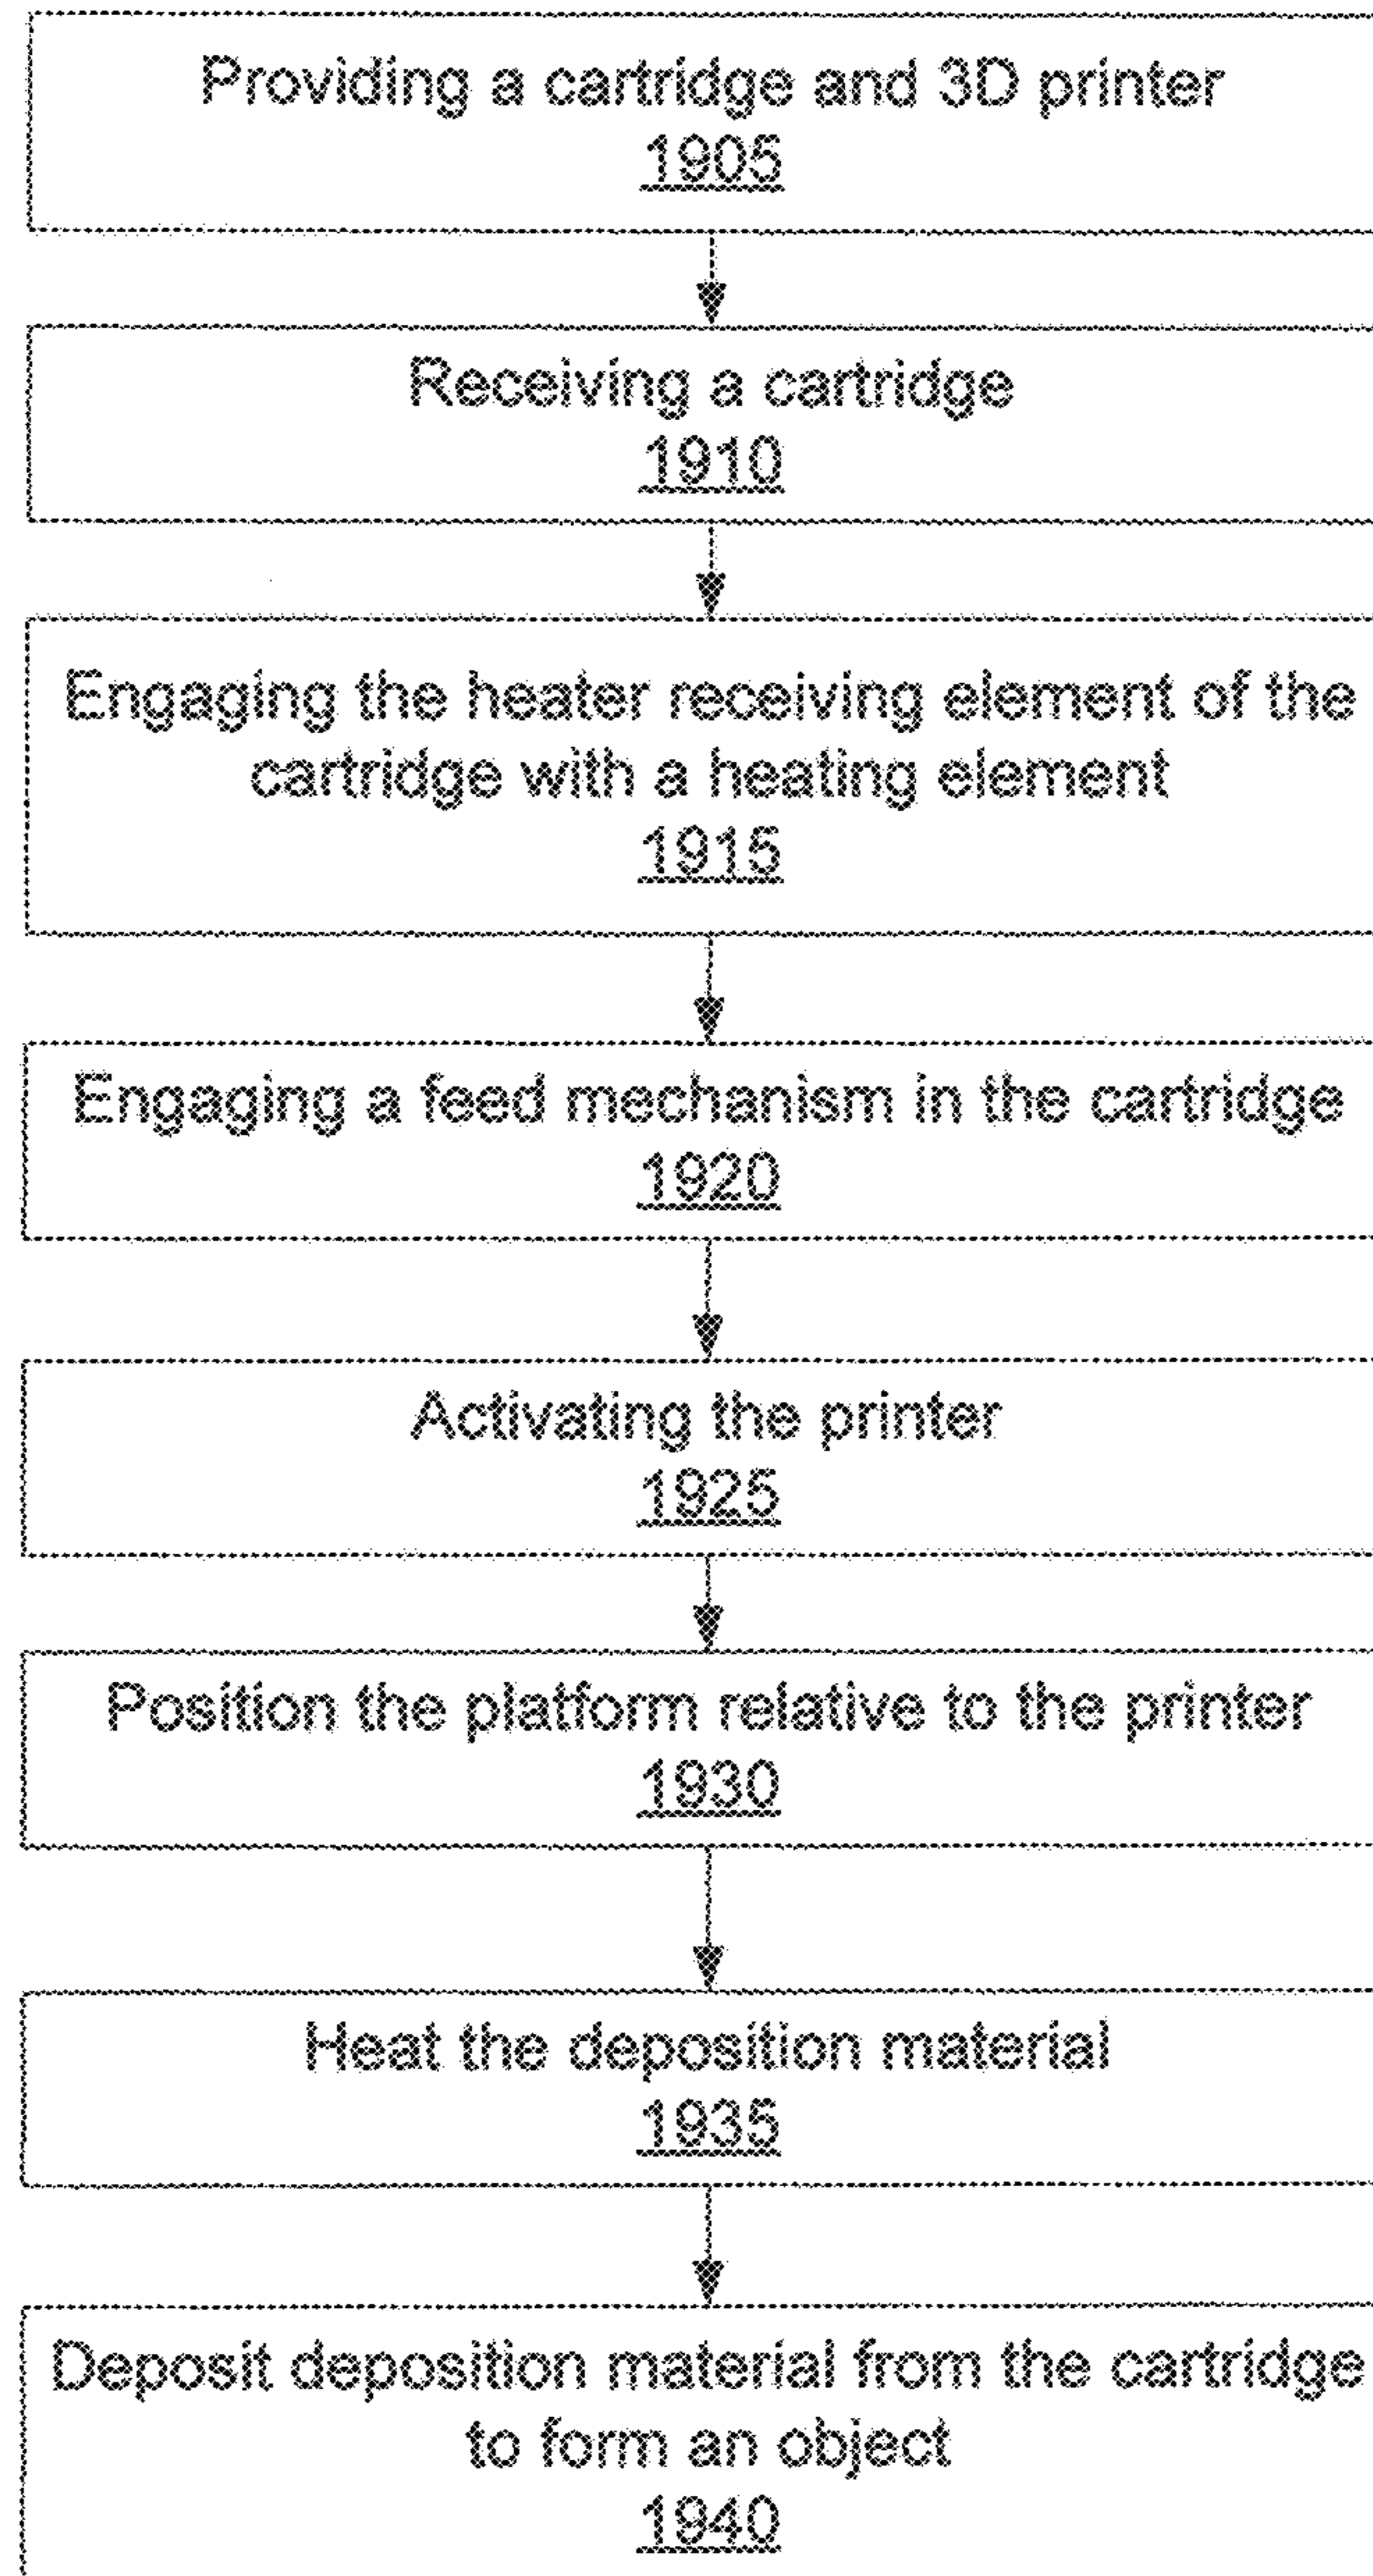 Providing a cartridge and 3D printer
1905
Receiving a cartridge
1910
Engaging the heater receiving element of the
cartridge with a heating element
1915
Engaging a feed mechanism in the cartridge
1920
Activating the printer
1925
Position the platform relative to the printer
1930
Heat the deposition material
1935
Deposit deposition material from the cartridge
to form an object
1940